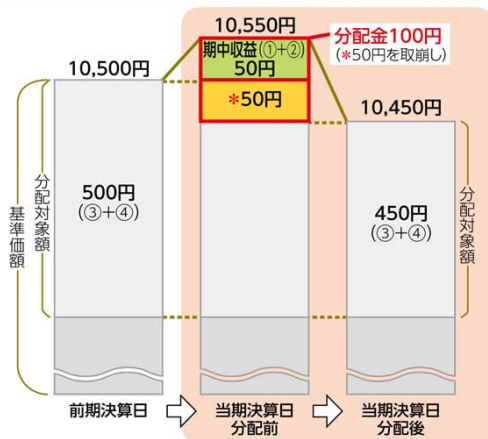 10,500円
10,550円
期中収益(①+②)
50円
*50円
分配金100円
(*50円を取崩し)
10,450円
500円
(③+④)
450円
(③+④)
基準価額
分配対象額
分配対象額
前期決算日
当期決算日
分配前
当期決算日
分配後